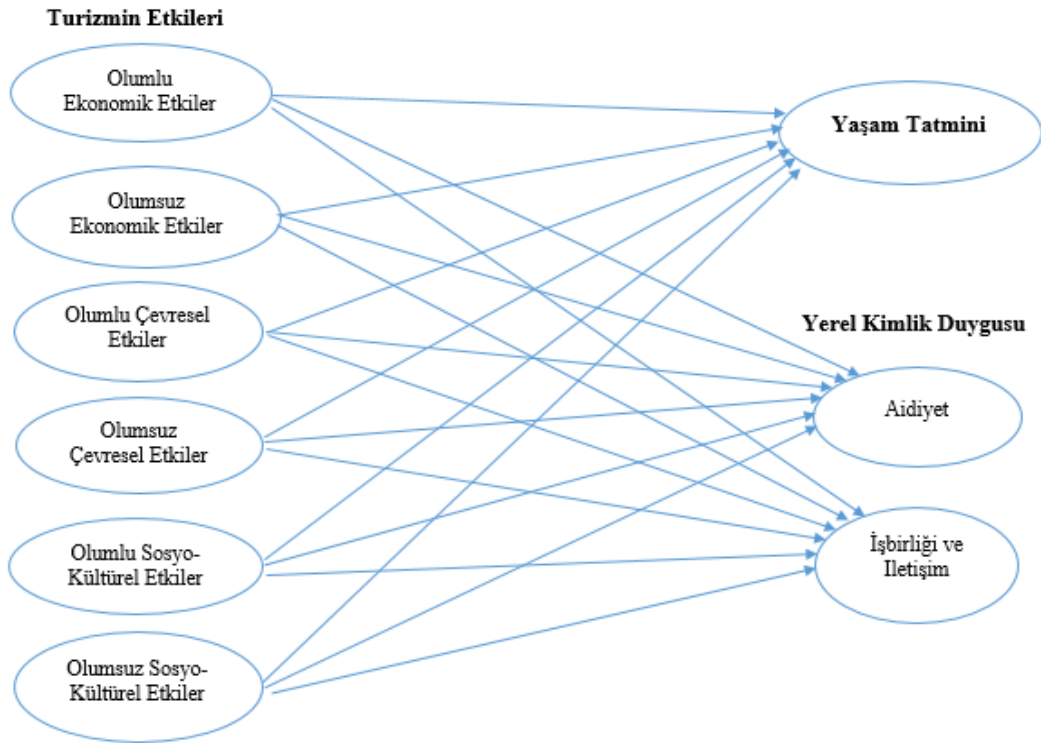 Turizmin Etkileri
Olumlu
Ekonomik Etkiler
Olumsuz
Ekonomik Etkiler
Olumlu Çevresel
Etkiler
Olumsuz
Çevresel Etkiler
Olumlu Sosyo-
Kültürel Etkiler
Olumsuz Sosyo-
Kültürel Etkiler
Yaşam Tatmini
Yerel Kimlik Duygusu
Aidiyet
İşbirliği ve
Iletişim